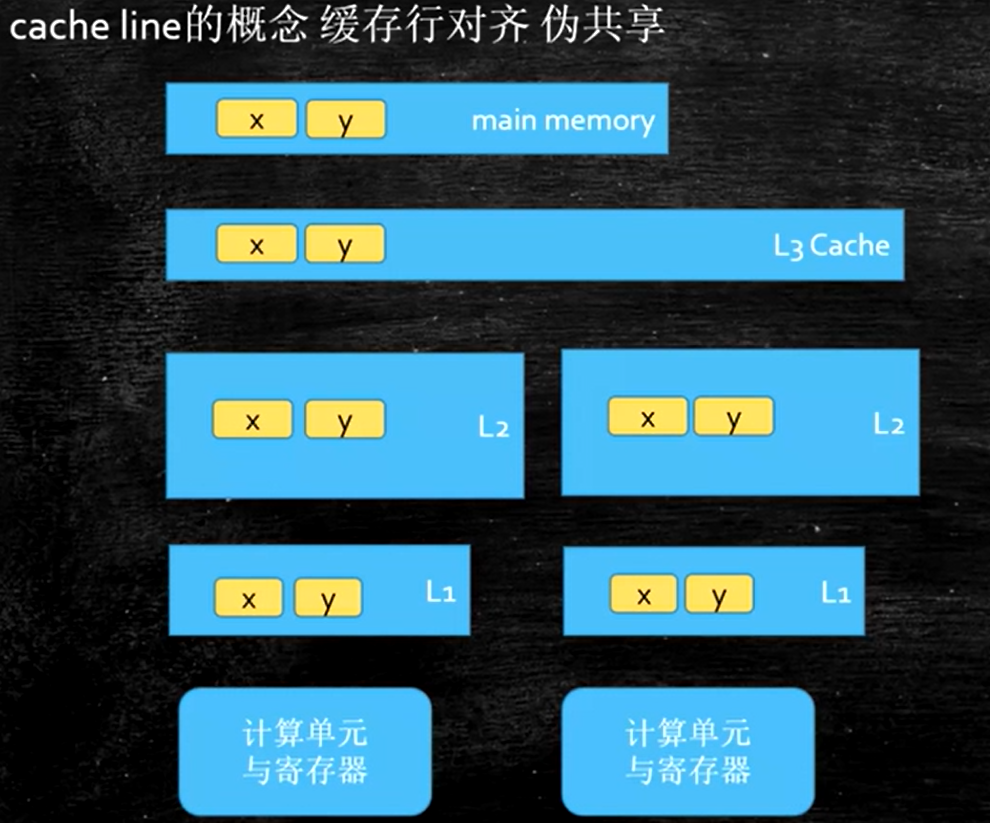 cache line的概念 缓存行对齐 伪共享
x y main memory
x y L3 Cache
x y L2 x y L2
x y L1 x y L1
计算单元 计算单元
与寄存器 与寄存器